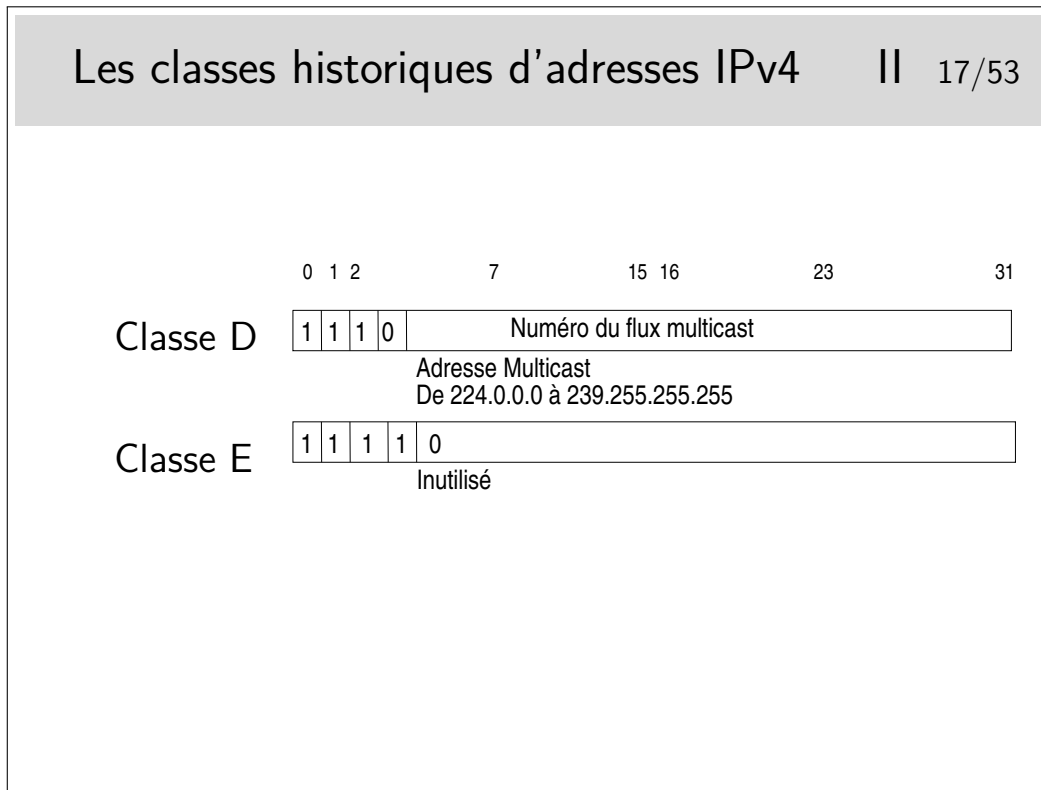 Les classes historiques d'adresses IPv4 II 17/53
0 1 2 7 15 16 23 31
Classe D 1 1 1 0 Numéro du flux multicast
Adresse Multicast
De 224.0.0.0 à 239.255.255.255
Classe E 1 1 1 1 0
Inutilisé